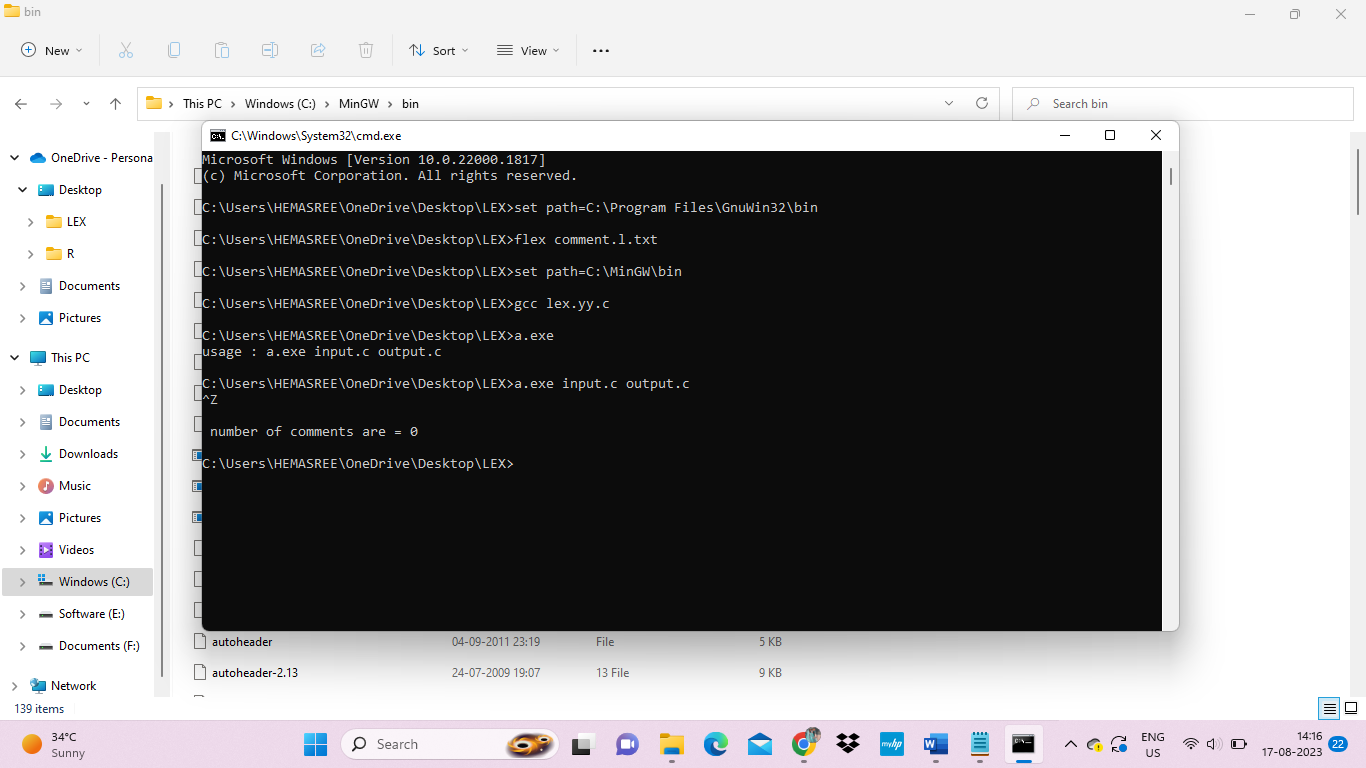 bin
New
Sort
View
This PC > Windows (C:) > MinGW > bin
Search bin
OneDrive - Persona
Desktop
LEX
R
Documents
Pictures
This PC
Desktop
Documents
Downloads
Music
Pictures
Videos
Windows (C:)
Software (E:)
Documents (F:)
Network
C:\Windows\System32\cmd.exe
Microsoft Windows [Version 10.0.22000.1817]
(c) Microsoft Corporation. All rights reserved.
C:\Users\HEMASREE\OneDrive\Desktop\LEX>set path=C:\Program Files\GnuWin32\bin
C:\Users\HEMASREE\OneDrive\Desktop\LEX>flex comment.l.txt
C:\Users\HEMASREE\OneDrive\Desktop\LEX>set path=C:\MinGW\bin
C:\Users\HEMASREE\OneDrive\Desktop\LEX>gcc lex.yy.c
C:\Users\HEMASREE\OneDrive\Desktop\LEX>a.exe
usage : a.exe input.c output.c
C:\Users\HEMASREE\OneDrive\Desktop\LEX>a.exe input.c output.c
^Z
number of comments are = 0
C:\Users\HEMASREE\OneDrive\Desktop\LEX>
autoheader 04-09-2011 23:19 File 5 KB
autoheader-2.13 24-07-2009 19:07 13 File 9 KB
139 items
34°C
Sunny
Search
myhp
ENG
US
14:16
17-08-2023
22